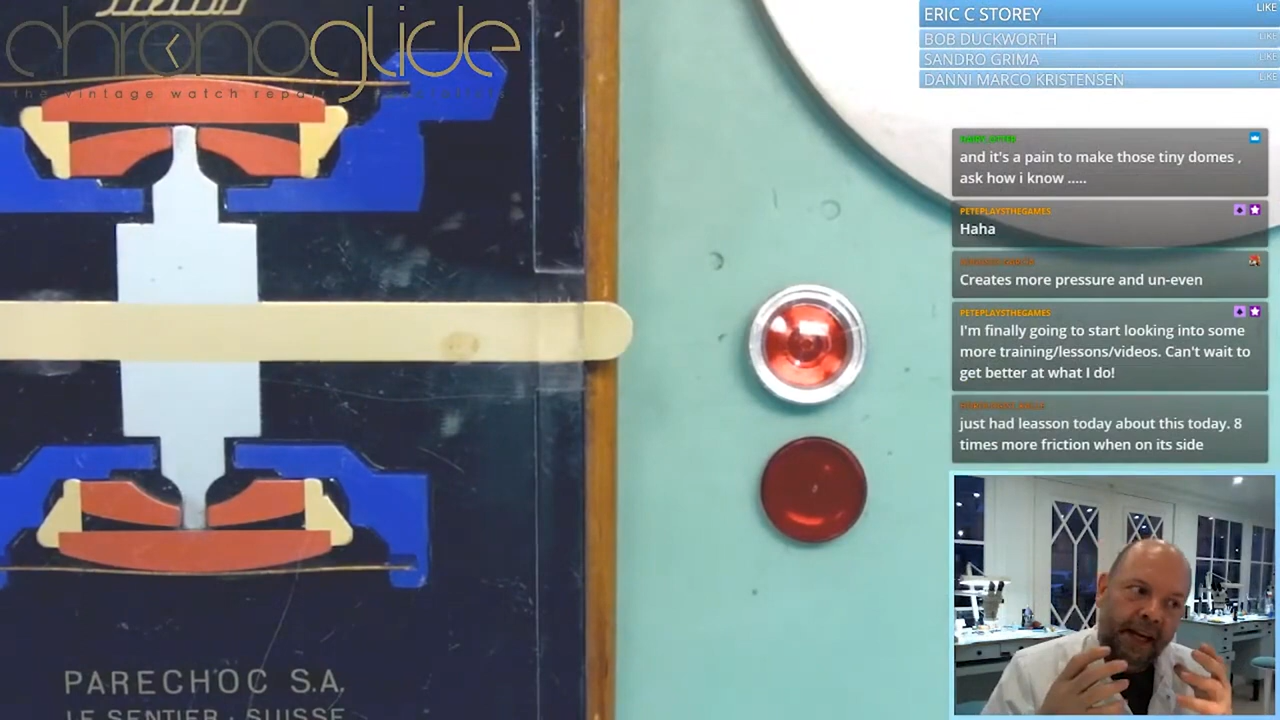 chronoglide
the vintage watch repair
ERIC C STOREY LIKE
BOB DUCKWORTH LIKE
SANDRO GRIMA LIKE
DANNI MARCO KRISTENSEN LIKE
and it's a pain to make those tiny domes ,
ask how i know .....
PETEPLAYSTHEGAMES
Haha
Creates more pressure and un-even
PETEPLAYSTHEGAMES
I'm finally going to start looking into some
more training/lessons/videos. Can't wait to
get better at what I do!
just had leasson today about this today. 8
times more friction when on its side
PARECHOC S.A.
LE SENTIER · SUISSE